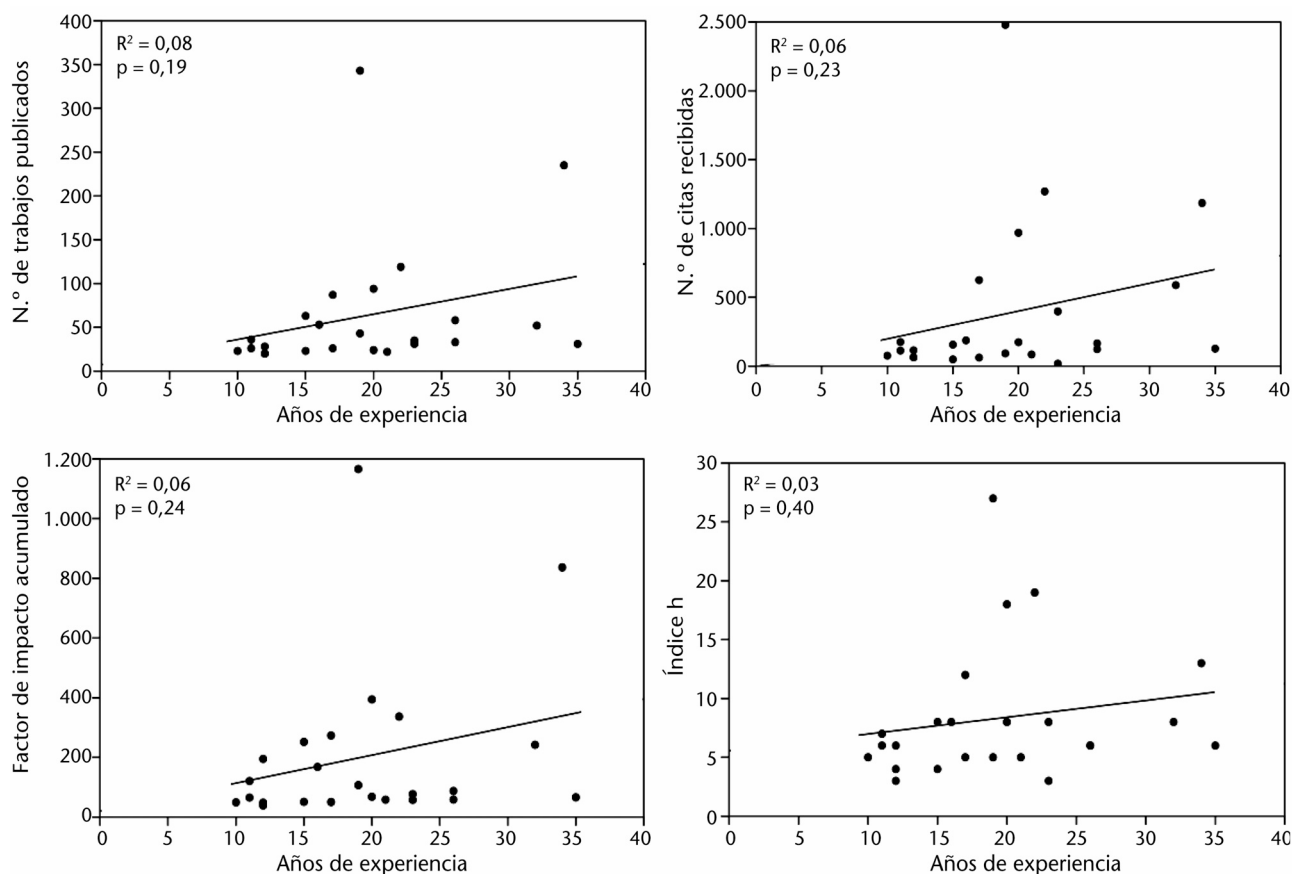 R² = 0,08
p = 0,19
N.º de trabajos publicados
400
350
300
250
200
150
100
50
0
0 5 10 15 20 25 30 35 40
Años de experiencia
R² = 0,06
p = 0,23
N.º de citas recibidas
2.500
2.000
1.500
1.000
500
0
0 5 10 15 20 25 30 35 40
Años de experiencia
R² = 0,06
p = 0,24
Factor de impacto acumulado
1.200
1.000
800
600
400
200
0
0 5 10 15 20 25 30 35 40
Años de experiencia
R² = 0,03
p = 0,40
Índice h
30
25
20
15
10
5
0
0 5 10 15 20 25 30 35 40
Años de experiencia